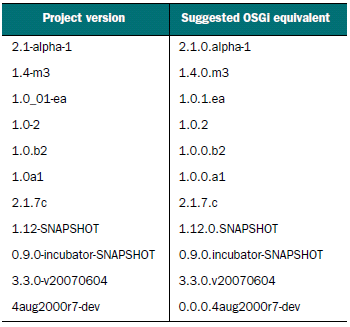 Project version Suggested OSGI equivalent
2.1-alpha-1 2.1.0.alpha-1
1.4-m3 1.4.0.m3
1.0_01-ea 1.0.1.ea
1.0-2 1.0.2
1.0.b2 1.0.0.b2
1.0a1 1.0.0.a1
2.1.7c 2.1.7.c
1.12-SNAPSHOT 1.12.0.SNAPSHOT
0.9.0-incubator-SNAPSHOT 0.9.0.incubator-SNAPSHOT
3.3.0-v20070604 3.3.0.v20070604
4aug2000r7-dev 0.0.0.4aug2000r7-dev